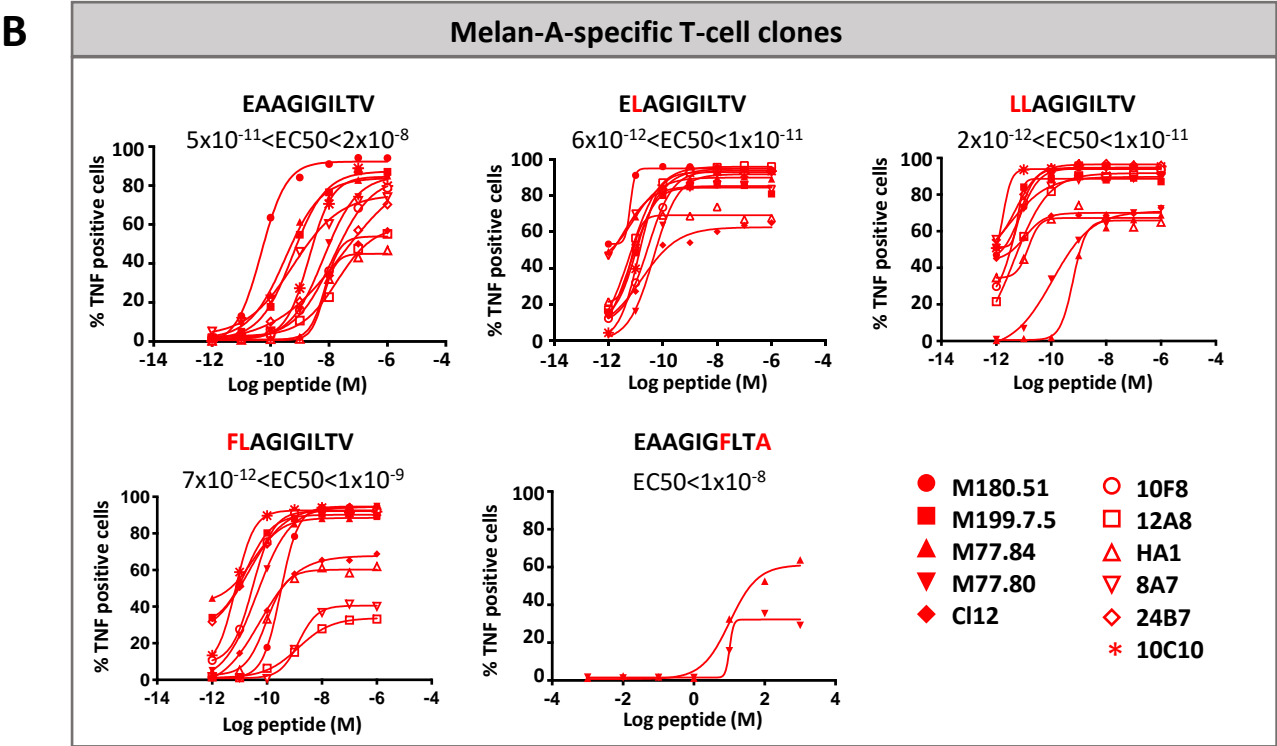 B
Melan-A-specific T-cell clones
EAAGIGILTV
5x10⁻¹¹<EC50<2x10⁻⁸
% TNF positive cells
100
80
60
40
20
0
-14 -12 -10 -8 -6 -4
Log peptide (M)
ELAGIGILTV
6x10⁻¹²<EC50<1x10⁻¹¹
% TNF positive cells
100
80
60
40
20
0
-14 -12 -10 -8 -6 -4
Log peptide (M)
LLAGIGILTV
2x10⁻¹²<EC50<1x10⁻¹¹
% TNF positive cells
100
80
60
40
20
0
-14 -12 -10 -8 -6 -4
Log peptide (M)
FLAGIGILTV
7x10⁻¹²<EC50<1x10⁻⁹
% TNF positive cells
100
80
60
40
20
0
-14 -12 -10 -8 -6 -4
Log peptide (M)
EAAGIGFLTA
EC50<1x10⁻⁸
% TNF positive cells
100
80
60
40
20
0
-4 -2 0 2 4
Log peptide (M)
M180.51
M199.7.5
M77.84
M77.80
Cl12
10F8
12A8
HA1
8A7
24B7
10C10